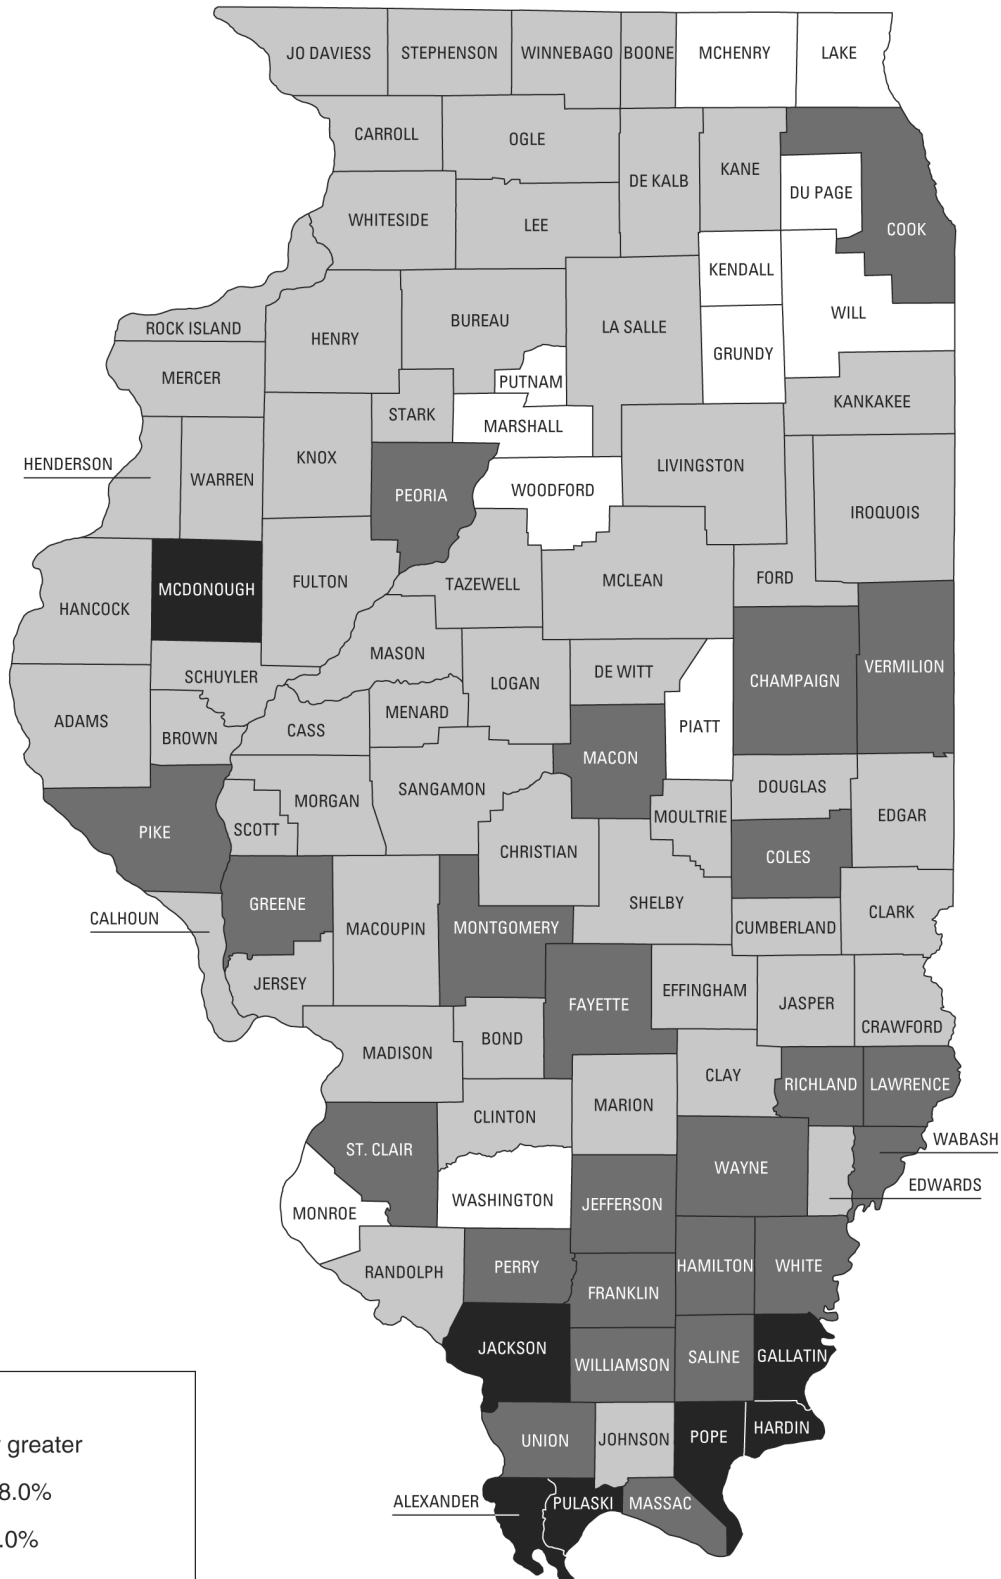 JO DAVIESS
STEPHENSON
WINNEBAGO
BOONE
MCHENRY
LAKE
CARROLL
OGLE
DE KALB
KANE
DU PAGE
COOK
WHITESIDE
LEE
KENDALL
WILL
ROCK ISLAND
HENRY
BUREAU
LA SALLE
GRUNDY
MERCER
PUTNAM
KANKAKEE
STARK
MARSHALL
HENDERSON
WARREN
KNOX
PEORIA
WOODFORD
LIVINGSTON
IROQUOIS
HANCOCK
MCDONOUGH
FULTON
TAZEWELL
MCLEAN
FORD
SCHUYLER
MASON
LOGAN
DE WITT
CHAMPAIGN
VERMILION
ADAMS
BROWN
CASS
MENARD
PIATT
MACON
PIKE
SCOTT
MORGAN
SANGAMON
MOULTRIE
DOUGLAS
EDGAR
CHRISTIAN
COLES
CALHOUN
GREENE
MACOUPIN
MONTGOMERY
SHELBY
CUMBERLAND
CLARK
JERSEY
FAYETTE
EFFINGHAM
JASPER
CRAWFORD
MADISON
BOND
CLAY
RICHLAND
LAWRENCE
CLINTON
MARION
ST. CLAIR
WAYNE
WABASH
EDWARDS
MONROE
WASHINGTON
JEFFERSON
RANDOLPH
PERRY
FRANKLIN
HAMILTON
WHITE
JACKSON
WILLIAMSON
SALINE
GALLATIN
UNION
JOHNSON
POPE
HARDIN
ALEXANDER
PULASKI
MASSAC
greater
8.0%
.0%